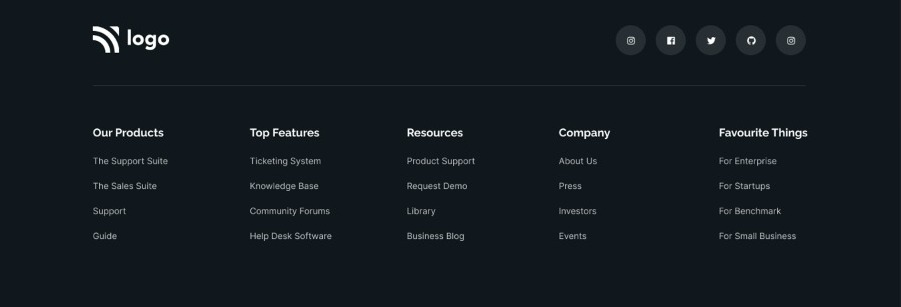 logo
Our Products
The Support Suite
The Sales Suite
Support
Guide
Top Features
Ticketing System
Knowledge Base
Community Forums
Help Desk Software
Resources
Product Support
Request Demo
Library
Business Blog
Company
About Us
Press
Investors
Events
Favourite Things
For Enterprise
For Startups
For Benchmark
For Small Business